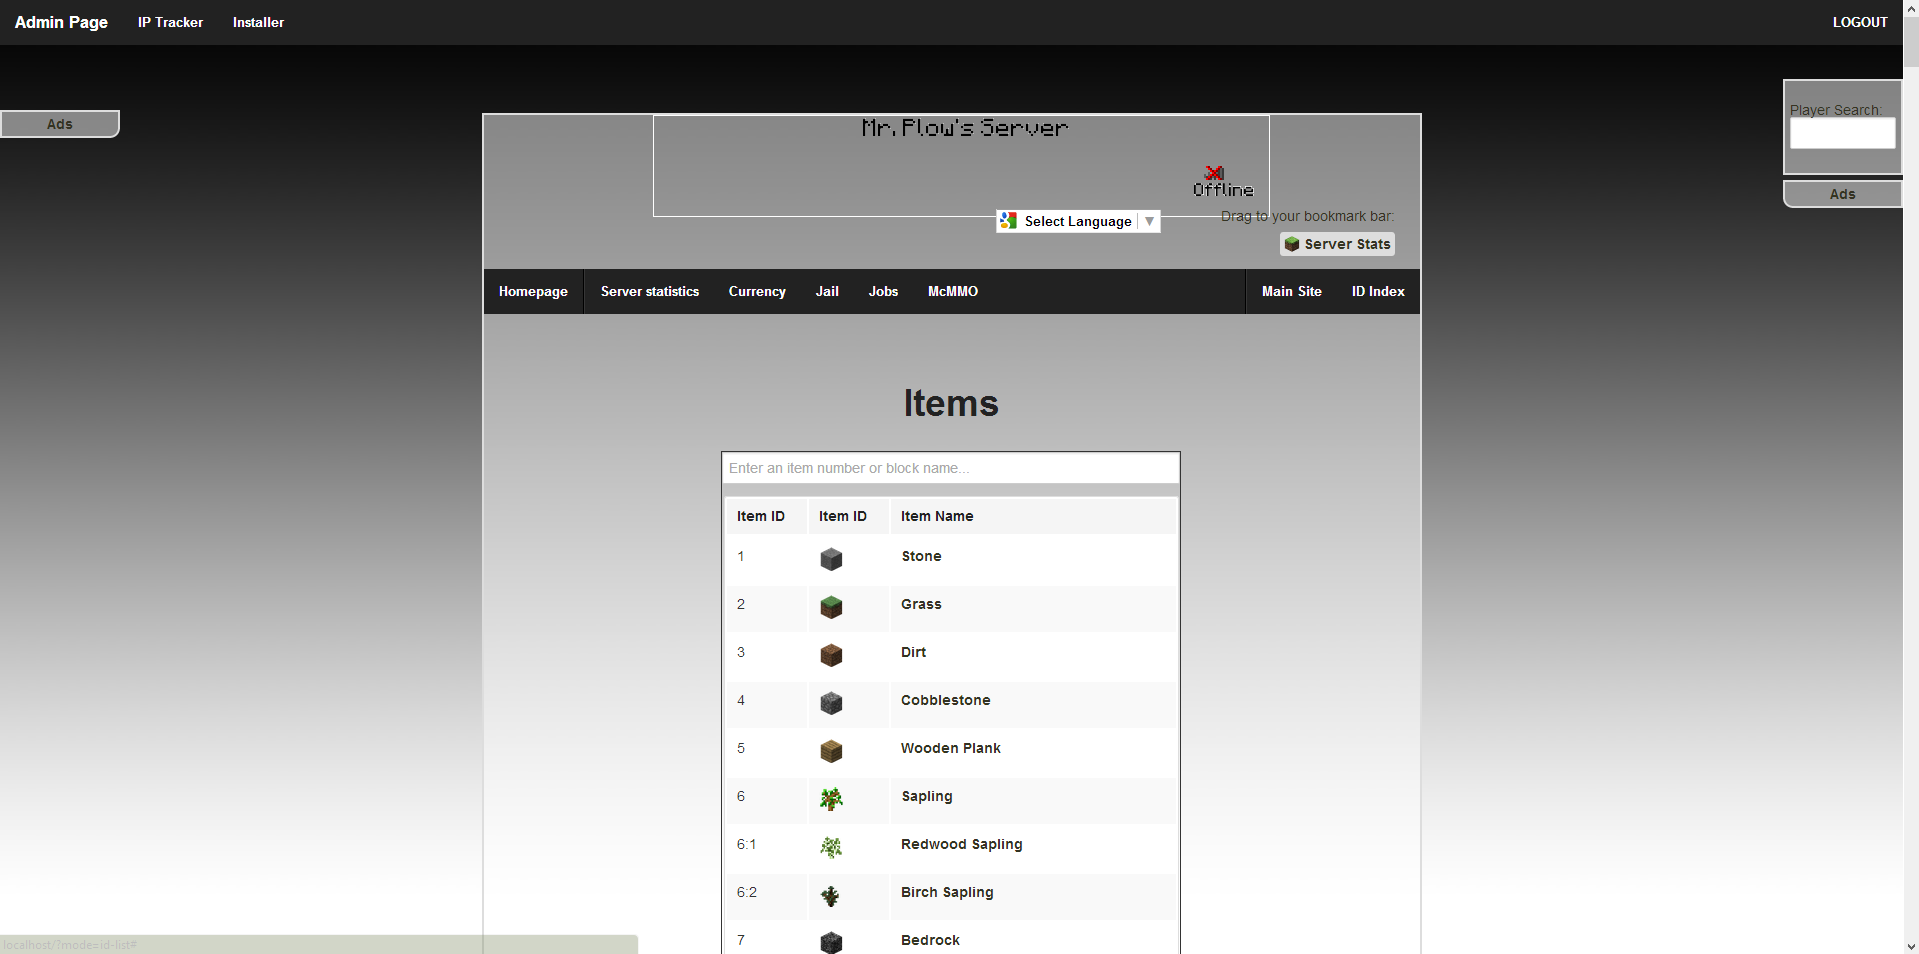 Admin Page IP Tracker Installer LOGOUT
Ads
Player Search:
Ads
Mr. Plow's Server
Offline
Select Language ▼
Drag to your bookmark bar:
Server Stats
Homepage Server statistics Currency Jail Jobs McMMO Main Site ID Index
Items
Enter an item number or block name...
Item ID Item ID Item Name
1 Stone
2 Grass
3 Dirt
4 Cobblestone
5 Wooden Plank
6 Sapling
6:1 Redwood Sapling
6:2 Birch Sapling
7 Bedrock
localhost/?mode=id-list#